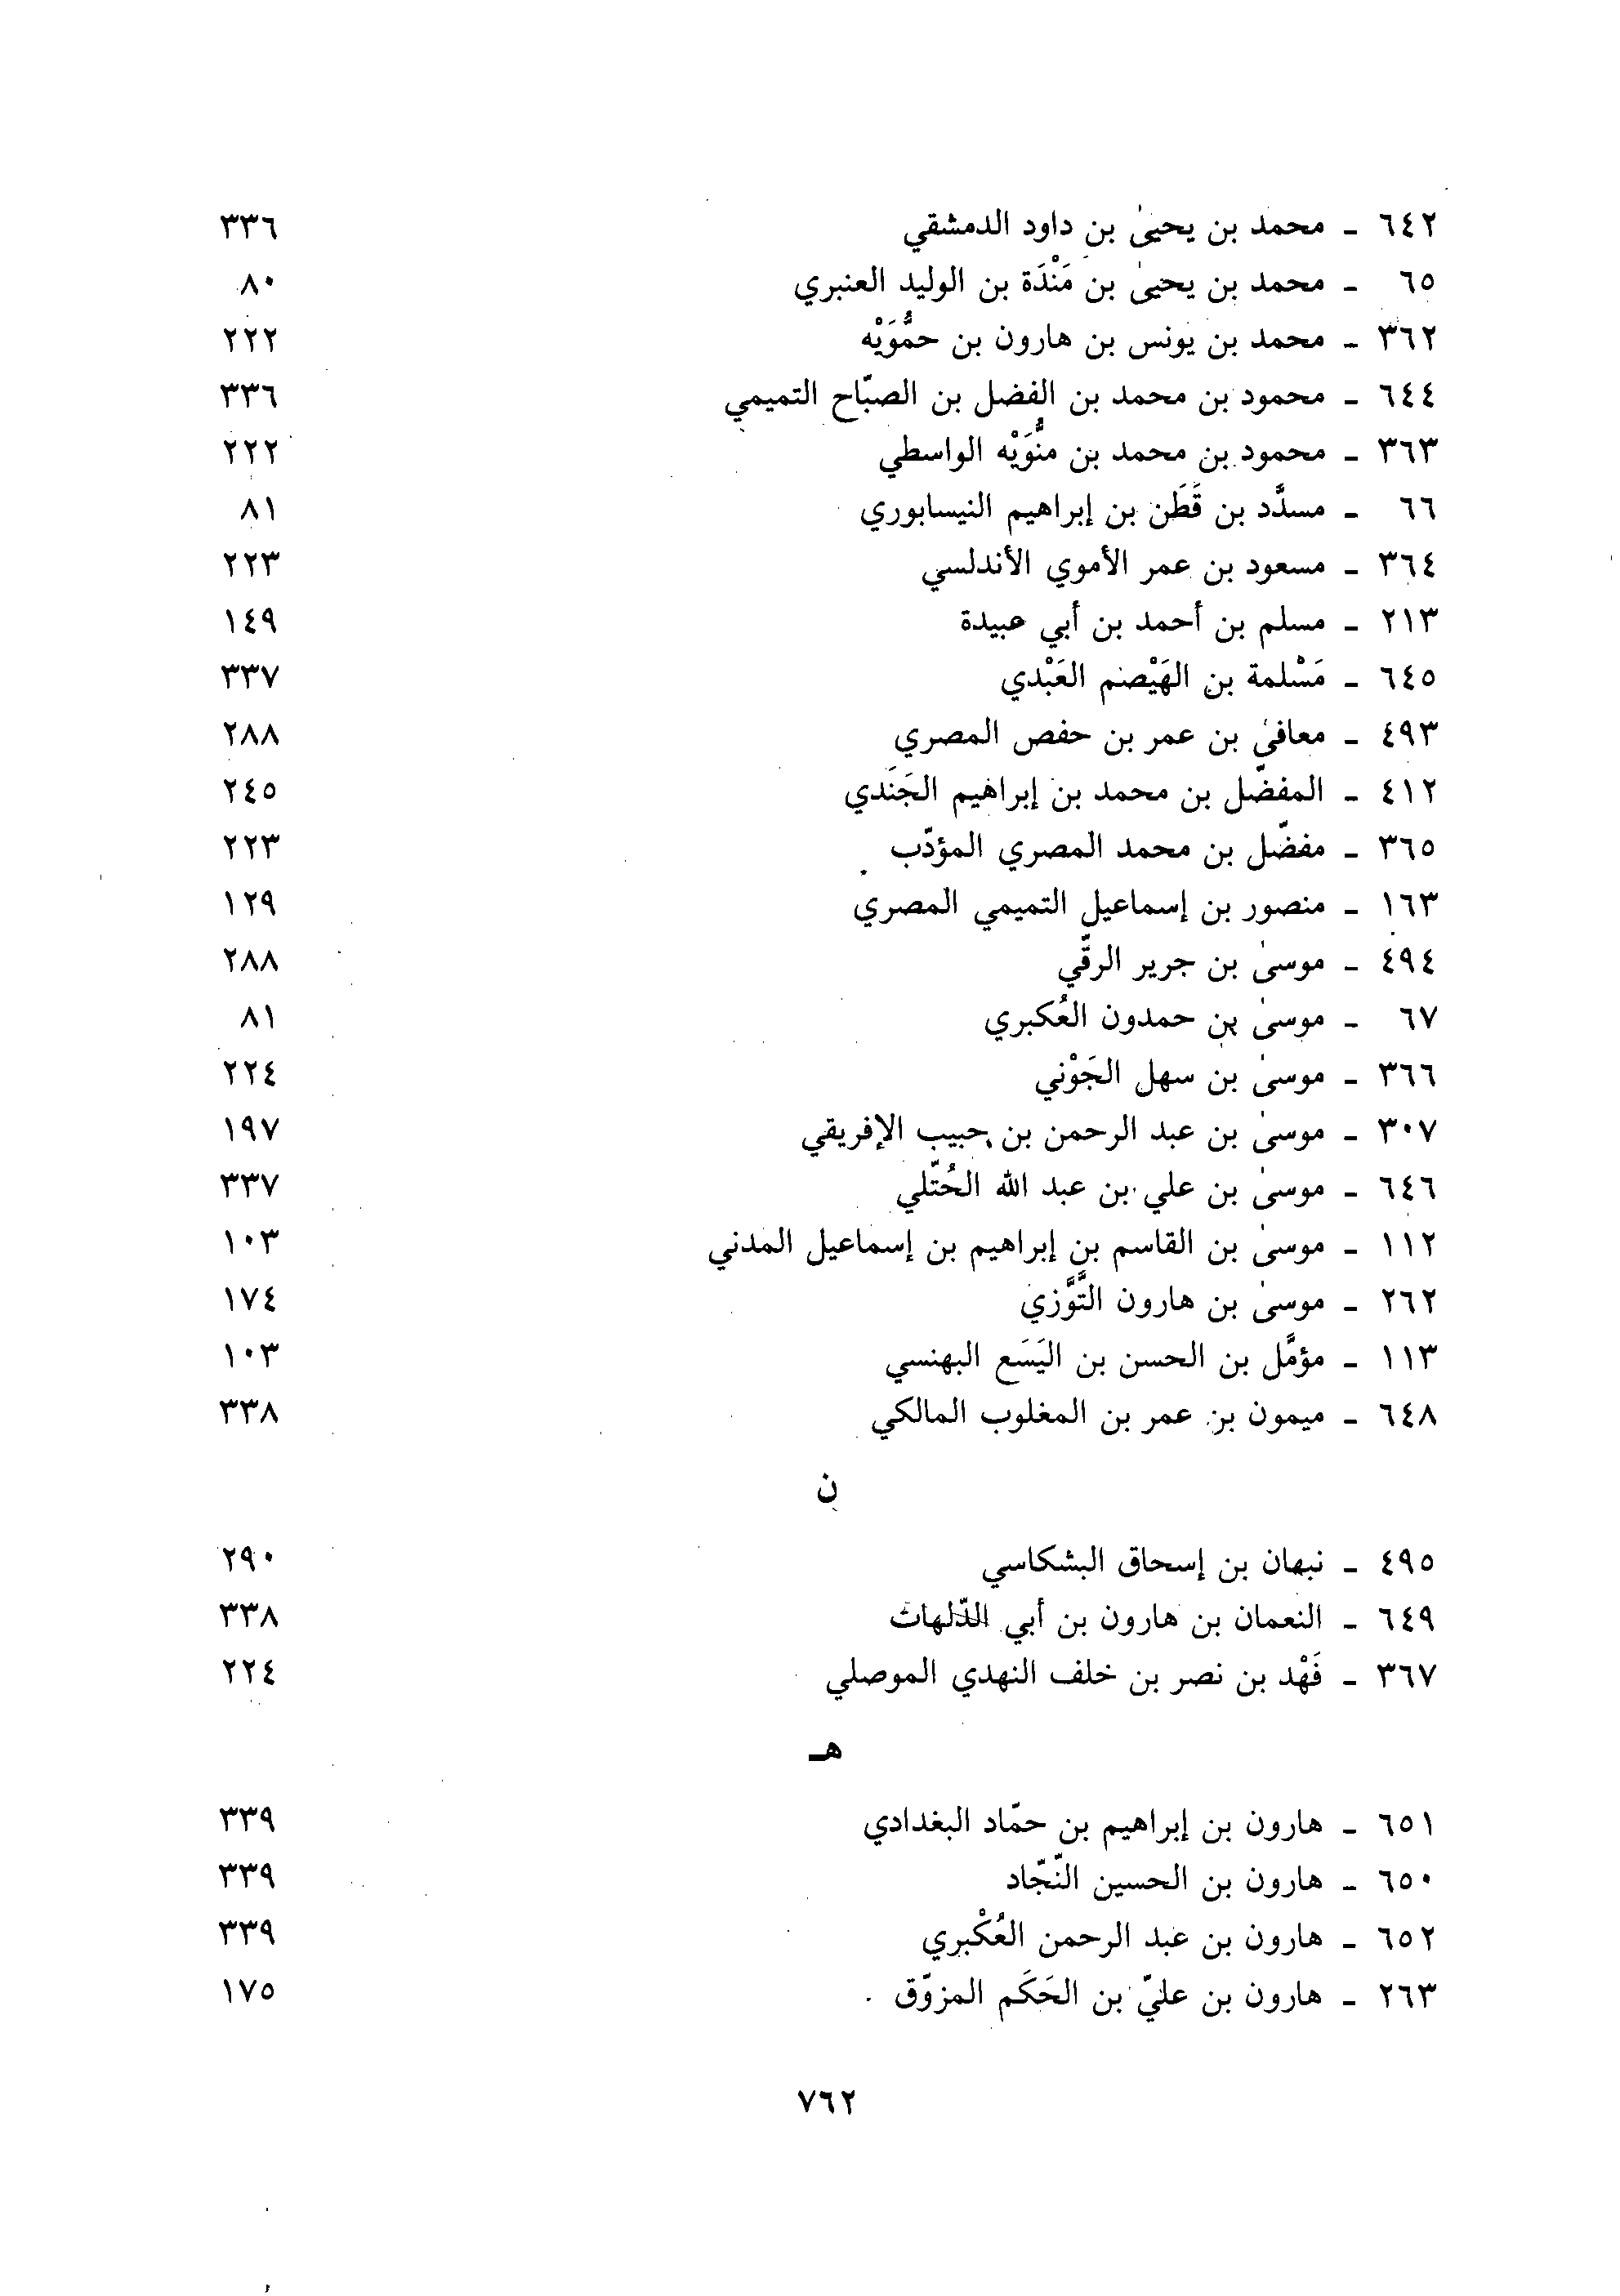 ٦٤٢ ـ محمد بن يحيىٰ بن داود الدمشقي ٣٣٦
٦٥ ـ محمد بن يحيىٰ بن مَنْدَة بن الوليد العنبري ٨٠
٣٦٢ ـ محمد بن يونس بن هارون بن حمُّوَيْه ٢٢٢
٦٤٤ ـ محمود بن محمد بن الفضل بن الصبّاح التميمي ٣٣٦
٣٦٣ ـ محمود بن محمد بن منُّوَيْه الواسطي ٢٢٢
٦٦ ـ مسدَّد بن قَطَن بن إبراهيم النيسابوري ٨١
٣٦٤ ـ مسعود بن عمر الأموي الأندلسي ٢٢٣
٢١٣ ـ مسلم بن أحمد بن أبي عبيدة ١٤٩
٦٤٥ ـ مَسْلمة بن الهَيْصم العَبْدي ٣٣٧
٤٩٣ ـ معافىٰ بن عمر بن حفص المصري ٢٨٨
٤١٢ ـ المفضّل بن محمد بن إبراهيم الجَنَدي ٢٤٥
٣٦٥ ـ مفضّل بن محمد المصري المؤدّب ٢٢٣
١٦٣ ـ منصور بن إسماعيل التميمي المصري ١٢٩
٤٩٤ ـ موسىٰ بن جرير الرقّي ٢٨٨
٦٧ ـ موسىٰ بن حمدون العُكبري ٨١
٣٦٦ ـ موسىٰ بن سهل الجَوْني ٢٢٤
٣٠٧ ـ موسىٰ بن عبد الرحمن بن حبيب الإفريقي ١٩٧
٦٤٦ ـ موسىٰ بن علي بن عبد الله الخُتّلي ٣٣٧
١١٢ ـ موسىٰ بن القاسم بن إبراهيم بن إسماعيل المدني ١٠٣
٢٦٢ ـ موسىٰ بن هارون التَّوَّزي ١٧٤
١١٣ ـ مؤمَّل بن الحسن بن اليَسَع البهنسي ١٠٣
٦٤٨ ـ ميمون بن عمر بن المغلوب المالكي ٣٣٨
ن
٤٩٥ ـ نبهان بن إسحاق البشكاسي ٢٩٠
٦٤٩ ـ النعمان بن هارون بن أبي الدّلهاث ٣٣٨
٣٦٧ ـ فَهْد بن نصر بن خلف النهدي الموصلي ٢٢٤
هـ
٦٥١ ـ هارون بن إبراهيم بن حمّاد البغدادي ٣٣٩
٦٥٠ ـ هارون بن الحسين النّجّاد ٣٣٩
٦٥٢ ـ هارون بن عبد الرحمن العُكْبري ٣٣٩
٢٦٣ ـ هارون بن عليّ بن الحَكَم المزوّق ١٧٥
٧٦٢